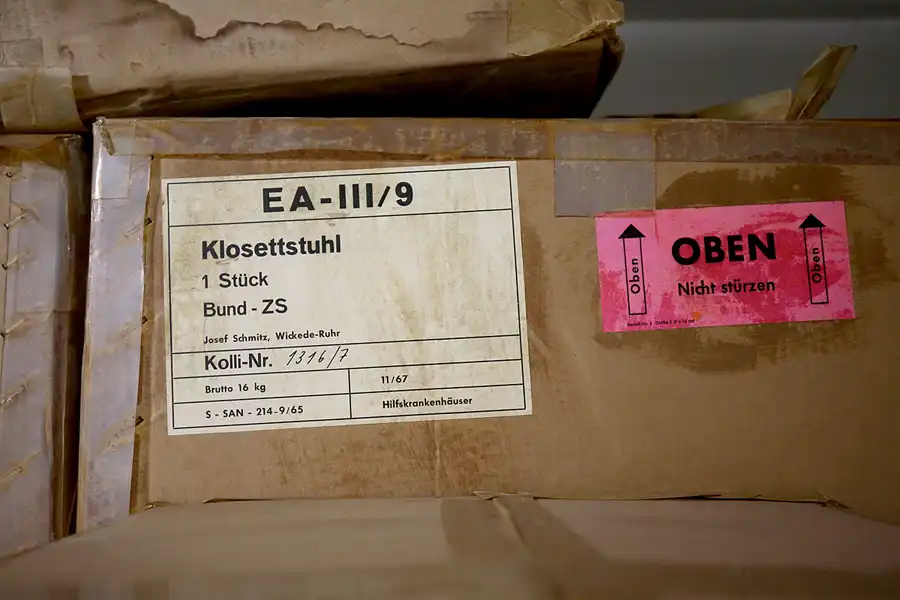 EA-III/9
Klosettstuhl
1 Stück
Bund - ZS
Josef Schmitz, Wickede-Ruhr
Kolli-Nr. 1316/7
Brutto 16 kg
11/67
S - SAN - 214-9/65
Hilfskrankenhäuser
Oben
OBEN
Nicht stürzen
Oben